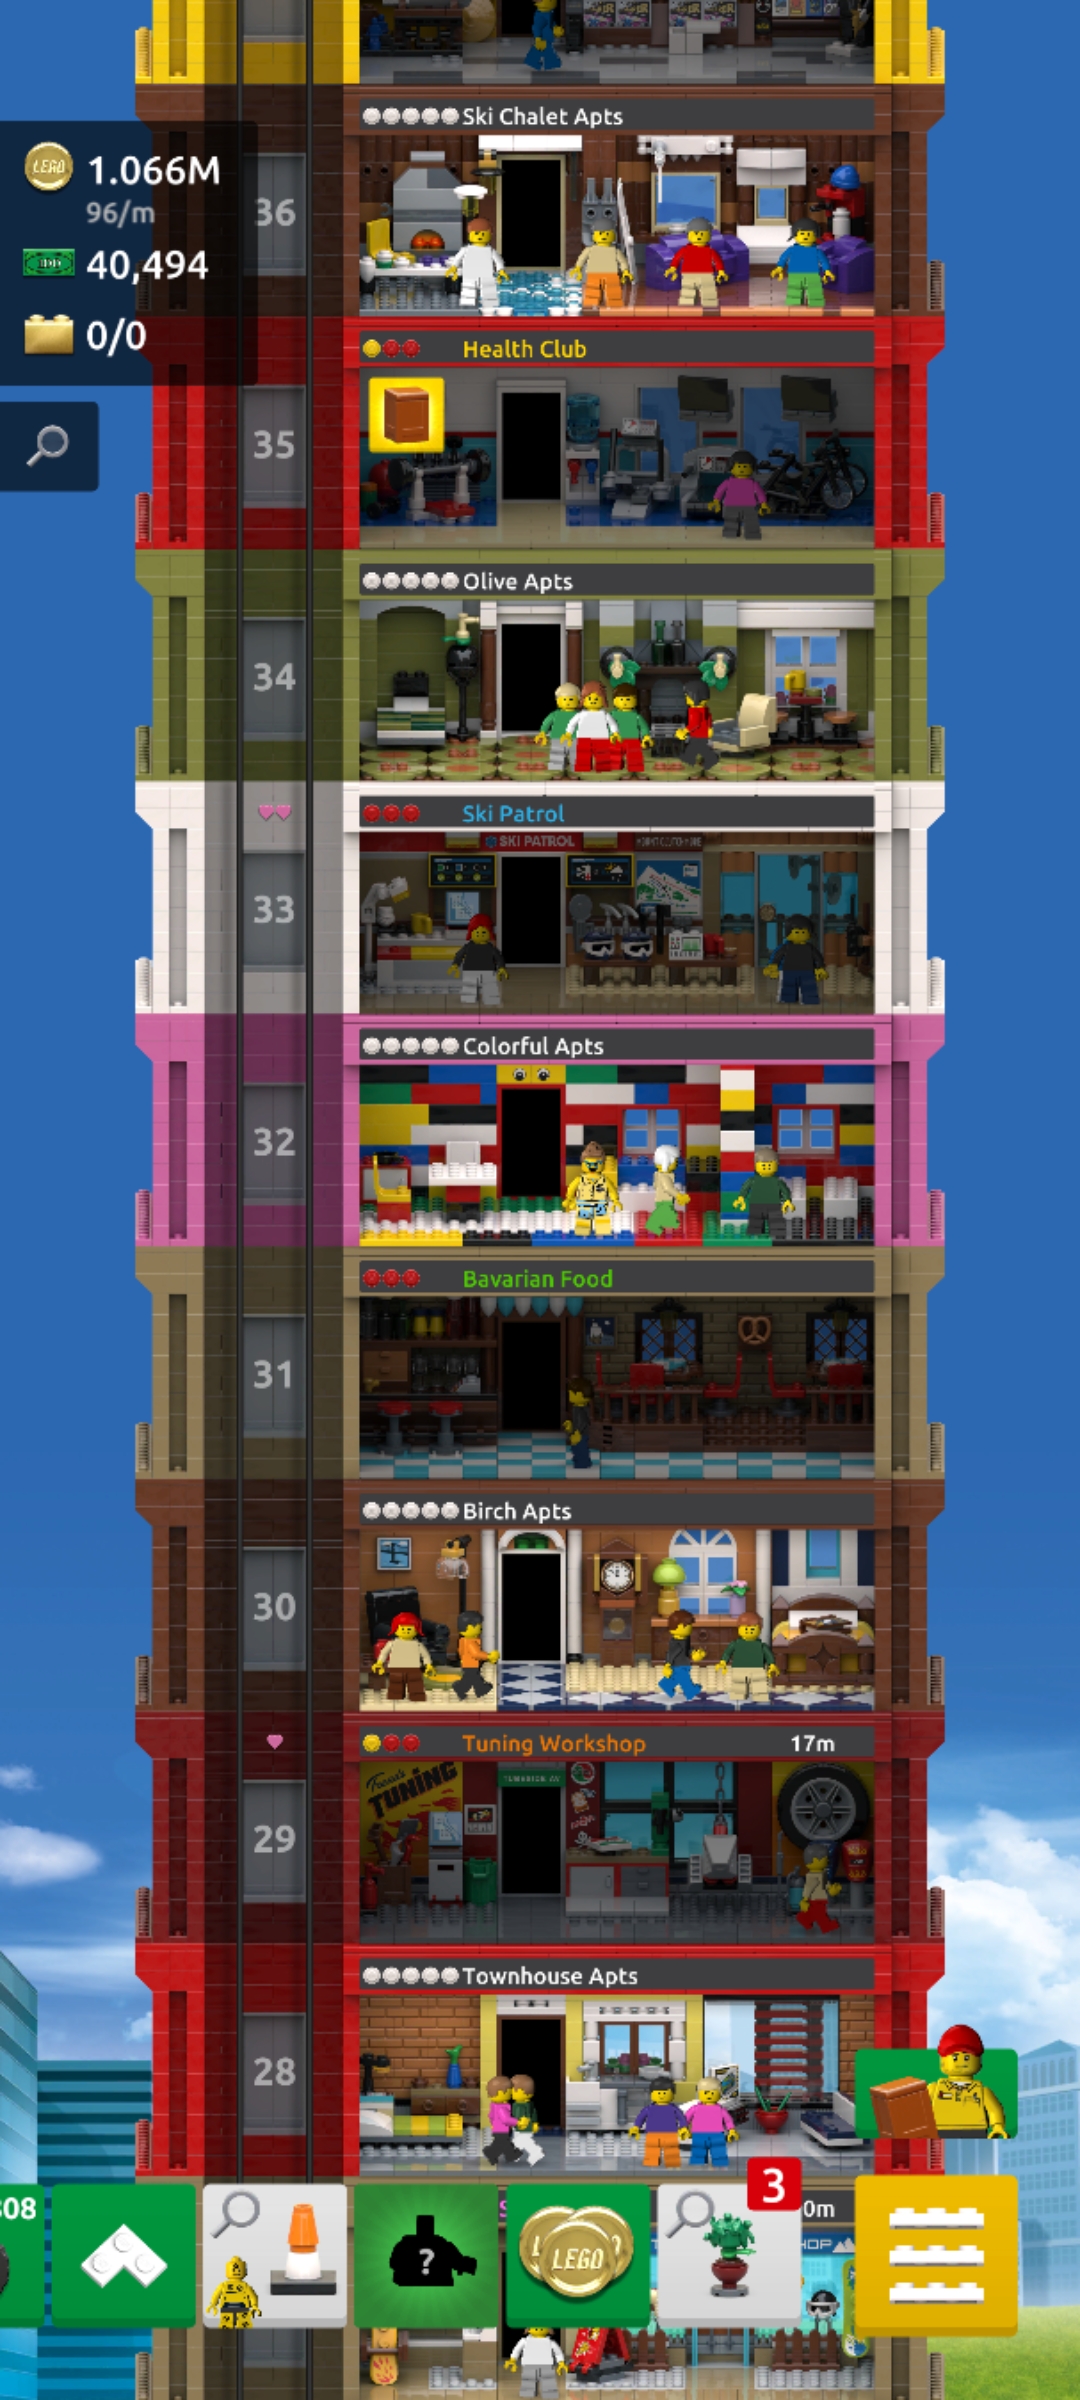 Ski Chalet Apts
LEGO 1.066M
96/m
40,494
0/0
36
Health Club
35
Olive Apts
34
Ski Patrol
SKI PATROL
33
Colorful Apts
32
Bavarian Food
31
Birch Apts
30
Tuning Workshop 17m
TUNING
29
Townhouse Apts
28
3
08
0m
?
LEGO
HOP